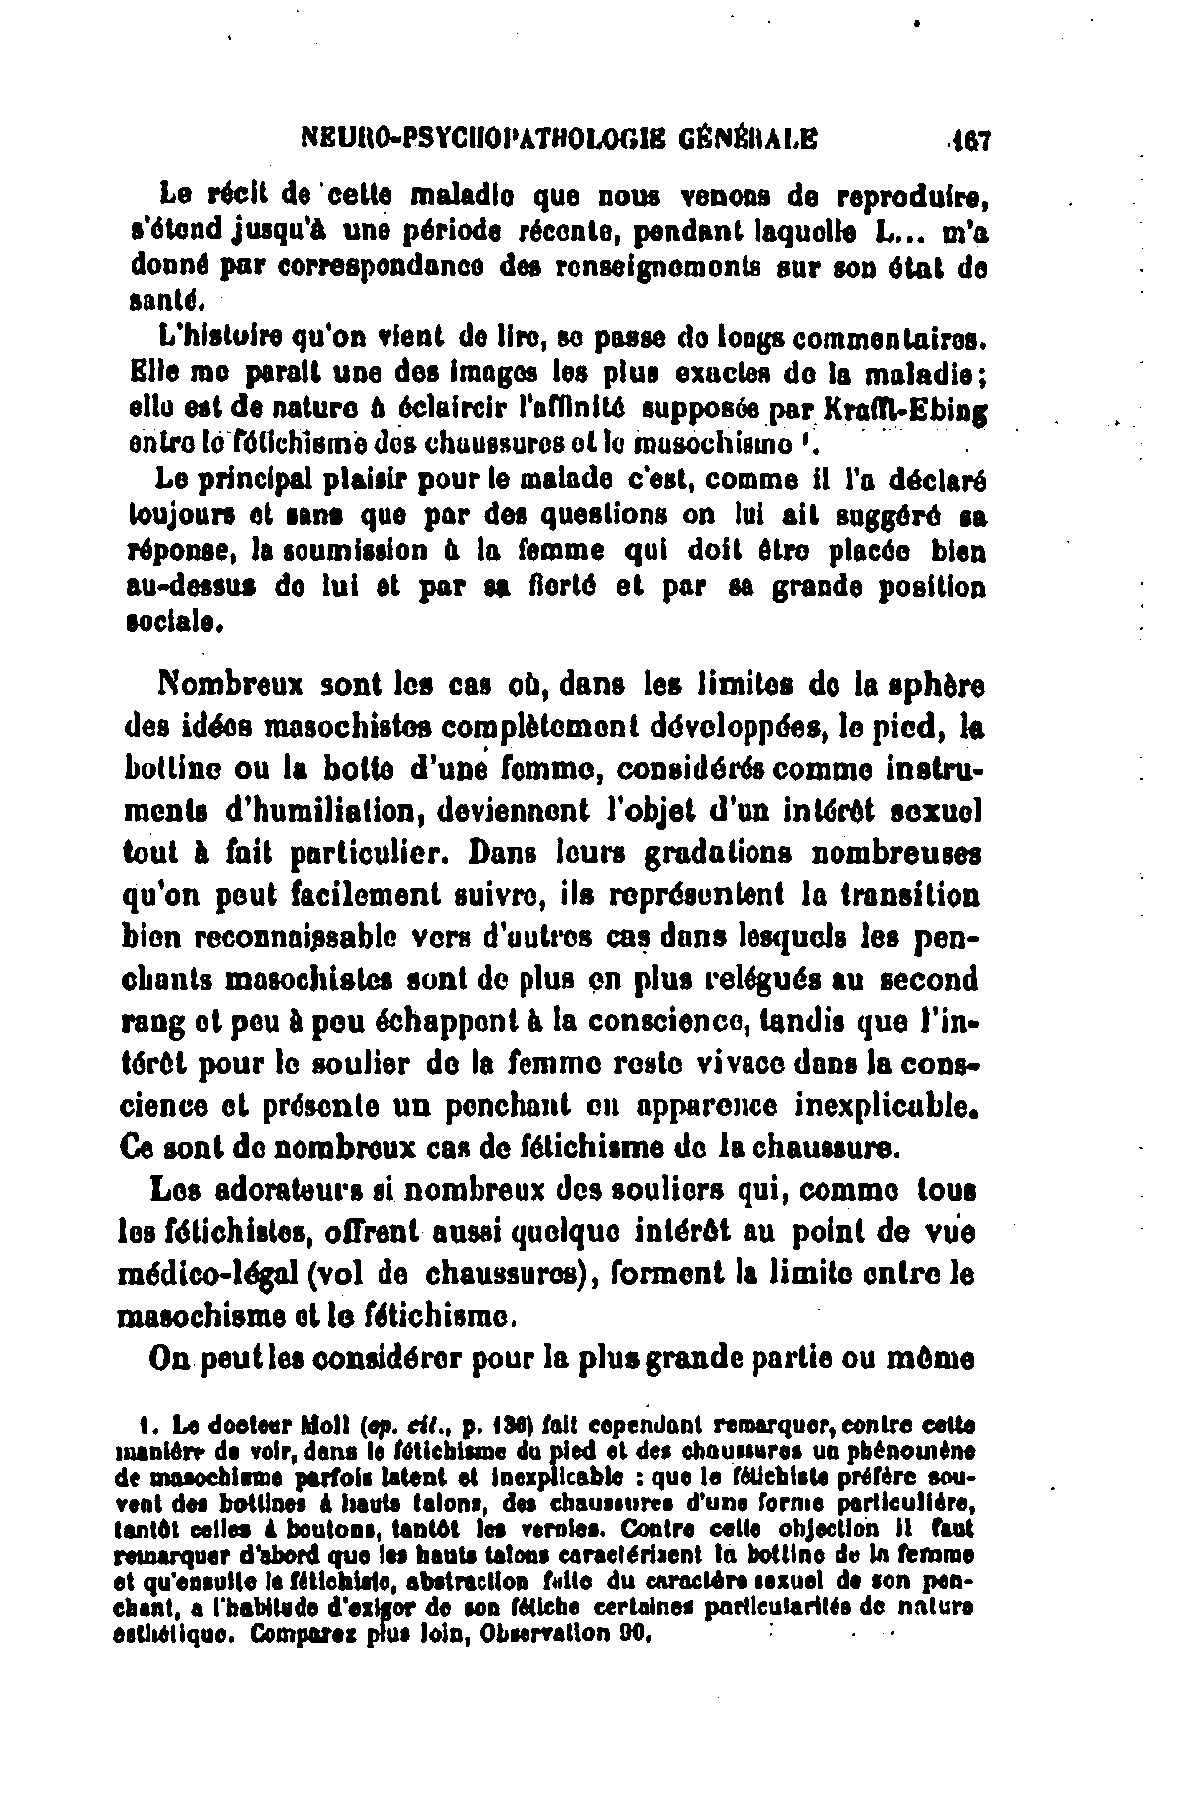 NEURO-PSYCHOPATHOLOGIE GÉNÉRALE 167
Le récit de cette maladie que nous venons de reproduire,
s'étend jusqu'à une période récente, pendant laquelle L... m'a
donné par correspondance des renseignements sur son état de
santé.
L'histoire qu'on vient de lire, se passe de longs commentaires.
Elle me paraît une des images les plus exactes de la maladie;
elle est de nature à éclaircir l'affinité supposée par Krafft-Ebing
entre le fétichisme des chaussures et le masochisme ¹.
Le principal plaisir pour le malade c'est, comme il l'a déclaré
toujours et sans que par des questions on lui ait suggéré sa
réponse, la soumission à la femme qui doit être placée bien
au-dessus de lui et par sa fierté et par sa grande position
sociale.
Nombreux sont les cas où, dans les limites de la sphère
des idées masochistes complètement développées, le pied, la
bottine ou la botte d'une femme, considérés comme instru-
ments d'humiliation, deviennent l'objet d'un intérêt sexuel
tout à fait particulier. Dans leurs gradations nombreuses
qu'on peut facilement suivre, ils représentent la transition
bien reconnaissable vers d'autres cas dans lesquels les pen-
chants masochistes sont de plus en plus relégués au second
rang et peu à peu échappent à la conscience, tandis que l'in-
térêt pour le soulier de la femme reste vivace dans la cons-
cience et présente un penchant en apparence inexplicable.
Ce sont de nombreux cas de fétichisme de la chaussure.
Les adorateurs si nombreux des souliers qui, comme tous
les fétichistes, offrent aussi quelque intérêt au point de vue
médico-légal (vol de chaussures), forment la limite entre le
masochisme et le fétichisme.
On peut les considérer pour la plus grande partie ou même
1. Le docteur Moll (op. cit., p. 136) fait cependant remarquer, contre cette
manière de voir, dans le fétichisme du pied et des chaussures un phénomène
de masochisme parfois latent et inexplicable : que le fétichiste préfère sou-
vent des bottines à hauts talons, des chaussures d'une forme particulière,
tantôt celles à boutons, tantôt les vernies. Contre cette objection il faut
remarquer d'abord que les hauts talons caractérisent la bottine de la femme
et qu'ensuite le fétichiste, abstraction faite du caractère sexuel de son pen-
chant, a l'habitude d'exiger de son fétiche certaines particularités de nature
esthétique. Comparez plus loin, Observation 90.